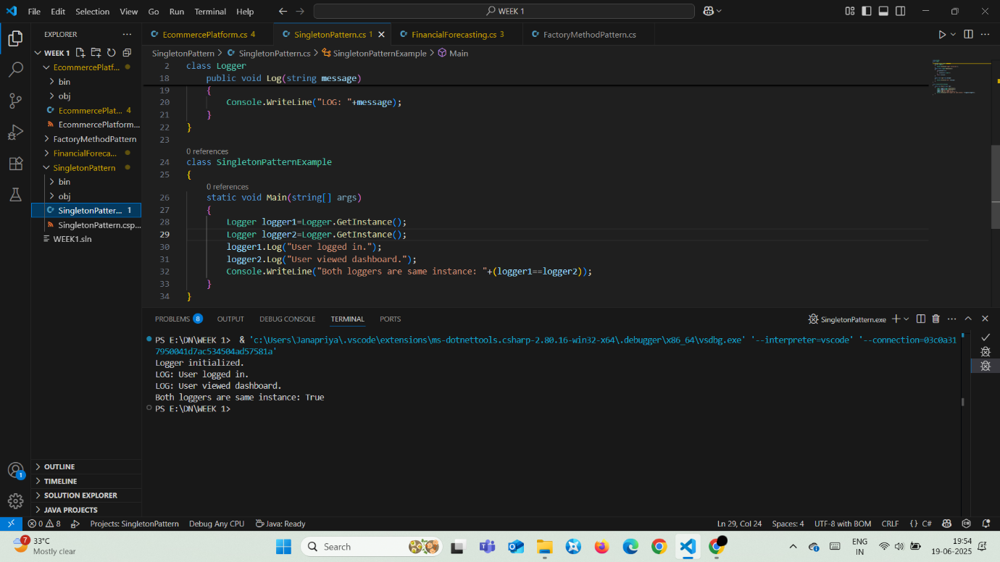 File Edit Selection View Go Run Terminal Help
WEEK 1
EXPLORER
WEEK 1
EcommercePlatf...
bin
obj
EcommercePlat... 4
EcommercePlatform...
FactoryMethodPattern
FinancialForeca...
SingletonPattern
bin
obj
SingletonPatter... 1
SingletonPattern.csp...
WEEK1.sln
OUTLINE
TIMELINE
SOLUTION EXPLORER
JAVA PROJECTS
EcommercePlatform.cs 4
SingletonPattern.cs 1
FinancialForecasting.cs 3
FactoryMethodPattern.cs
SingletonPattern > SingletonPattern.cs > SingletonPatternExample > Main
2 class Logger
18 public void Log(string message)
19 {
20 Console.WriteLine("LOG: "+message);
21 }
22 }
23
0 references
24 class SingletonPatternExample
25 {
0 references
26 static void Main(string[] args)
27 {
28 Logger logger1=Logger.GetInstance();
29 Logger logger2=Logger.GetInstance();
30 logger1.Log("User logged in.");
31 logger2.Log("User viewed dashboard.");
32 Console.WriteLine("Both loggers are same instance: "+(logger1==logger2));
33 }
34 }
PROBLEMS 8 OUTPUT DEBUG CONSOLE TERMINAL PORTS
SingletonPattern.exe
PS E:\DN\WEEK 1> & 'c:\Users\Janapriya\.vscode\extensions\ms-dotnettools.csharp-2.80.16-win32-x64\.debugger\x86_64\vsdbg.exe' '--interpreter=vscode' '--connection=03c0a31
7950041d7ac534504ad57581a'
Logger initialized.
LOG: User logged in.
LOG: User viewed dashboard.
Both loggers are same instance: True
PS E:\DN\WEEK 1>
1
0 8 Projects: SingletonPattern Debug Any CPU Java: Ready
Ln 29, Col 24 Spaces: 4 UTF-8 with BOM CRLF {} C#
7
33°C
Mostly clear
Search
ENG
IN
19:54
19-06-2025